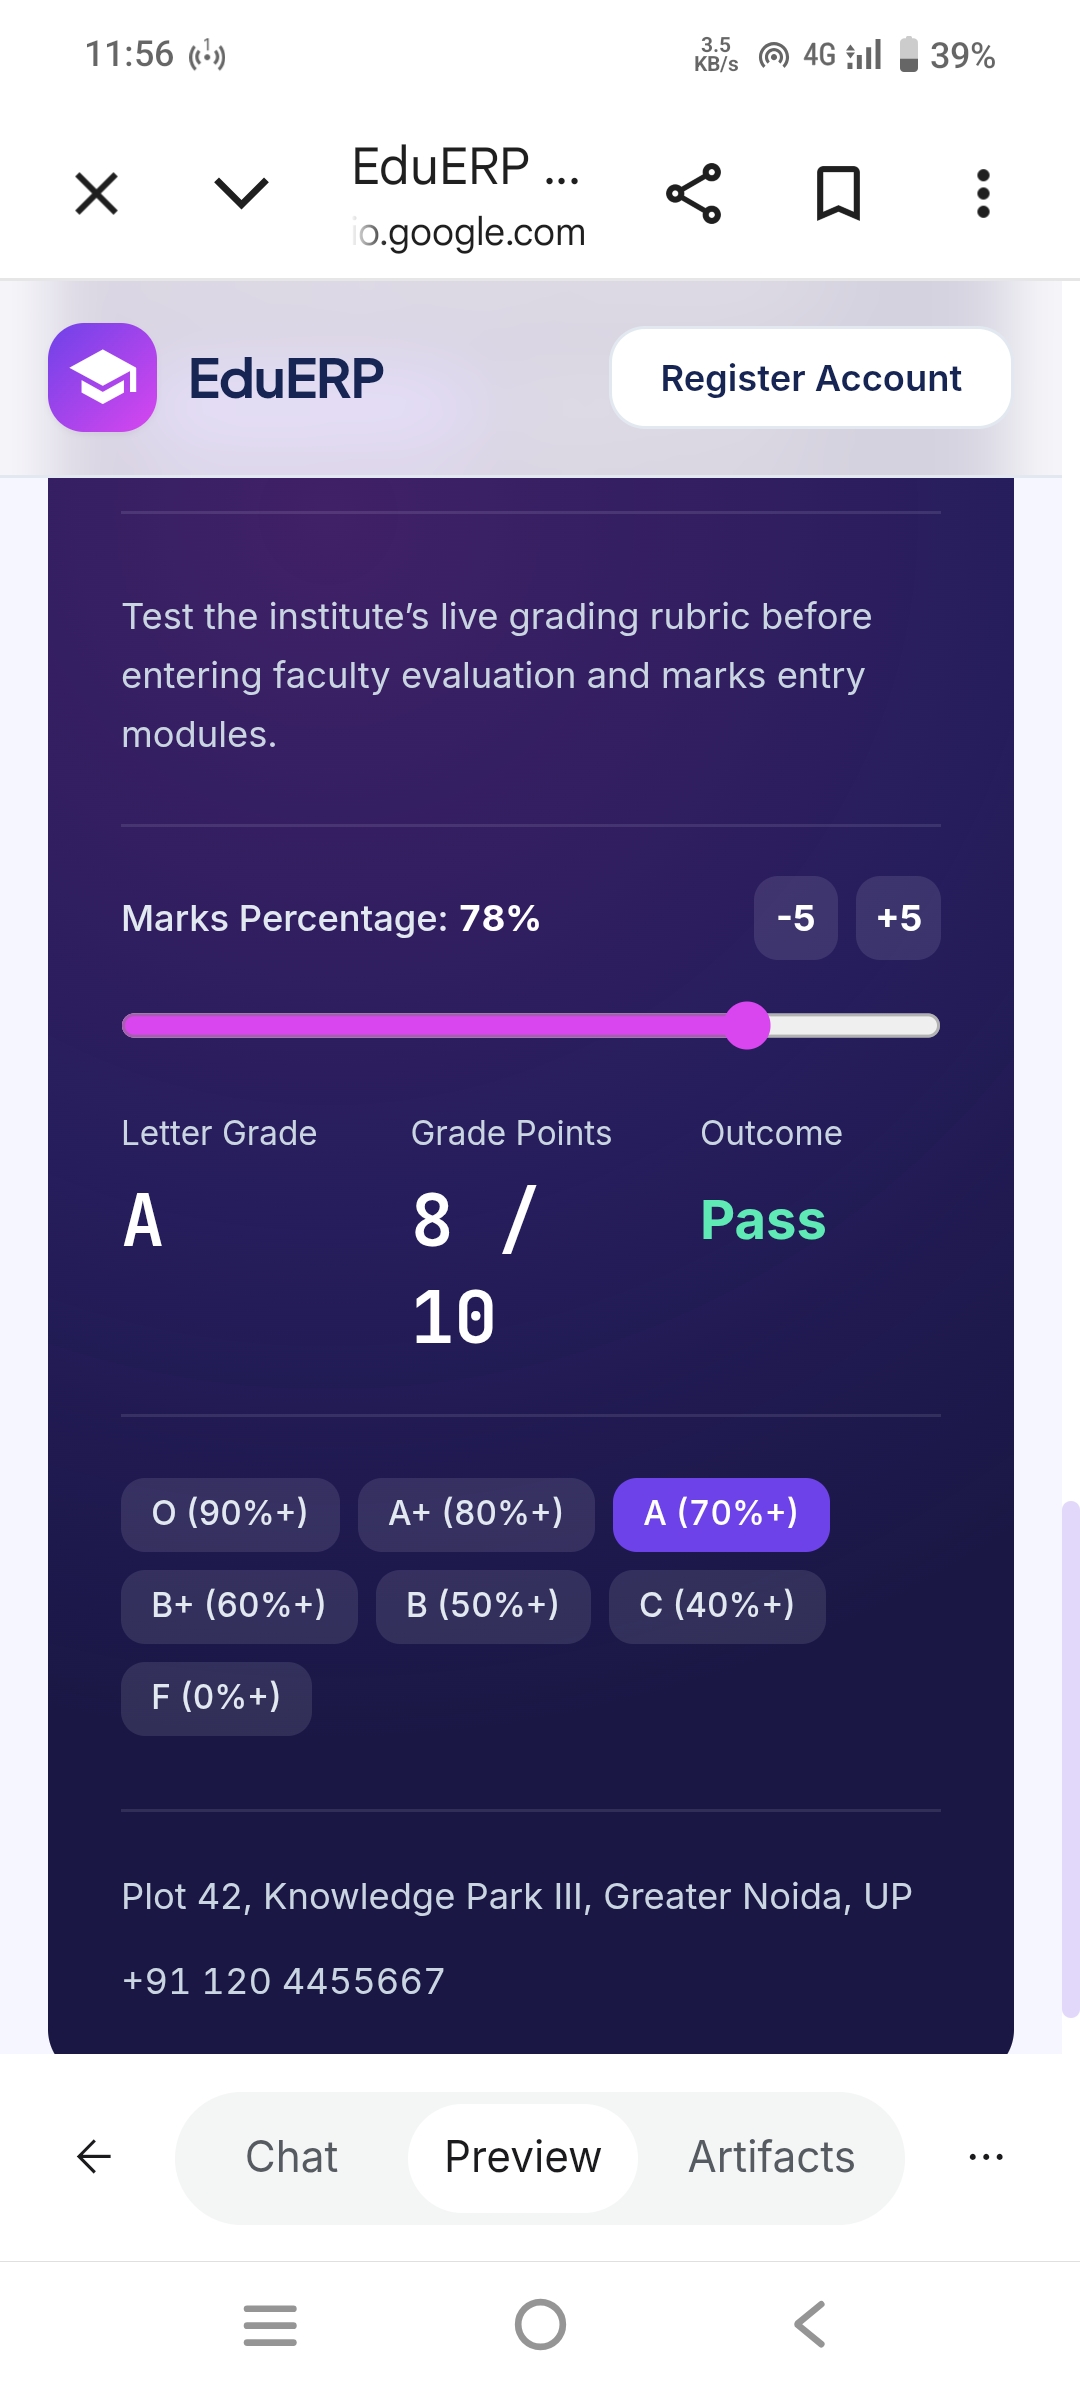 11:56 1 3.5 KB/s 4G 39%
EduERP ...
io.google.com
EduERP Register Account
Test the institute’s live grading rubric before
entering faculty evaluation and marks entry
modules.
Marks Percentage: 78% -5 +5
Letter Grade Grade Points Outcome
A 8 / Pass
10
O (90%+) A+ (80%+) A (70%+)
B+ (60%+) B (50%+) C (40%+)
F (0%+)
Plot 42, Knowledge Park III, Greater Noida, UP
+91 120 4455667
Chat Preview Artifacts